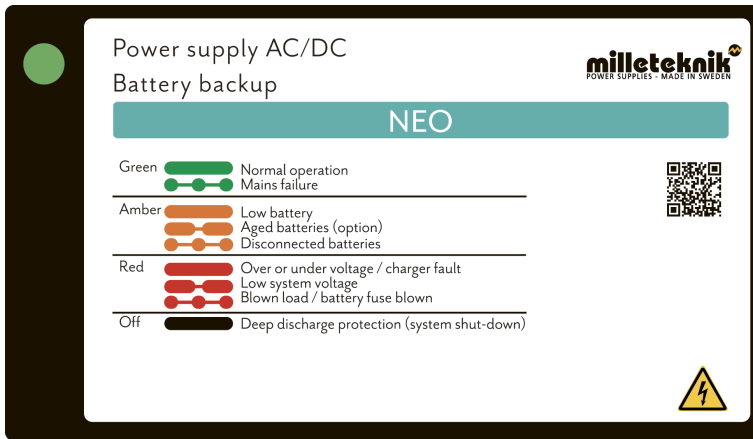 Power supply AC/DC
Battery backup
milleteknik
POWER SUPPLIES - MADE IN SWEDEN
NEO
Green
Normal operation
Mains failure
Amber
Low battery
Aged batteries (option)
Disconnected batteries
Red
Over or under voltage / charger fault
Low system voltage
Blown load / battery fuse blown
Off
Deep discharge protection (system shut-down)